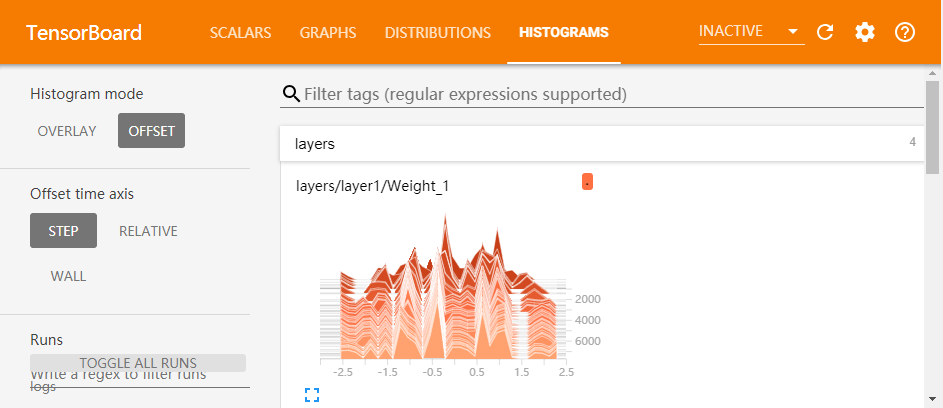 TensorBoard SCALARS GRAPHS DISTRIBUTIONS HISTOGRAMS INACTIVE
Histogram mode
OVERLAY OFFSET
Offset time axis
STEP RELATIVE
WALL
Runs
TOGGLE ALL RUNS
Write a regex to filter runs
logs
Filter tags (regular expressions supported)
layers 4
layers/layer1/Weight_1 .
2000
4000
6000
-2.5 -1.5 -0.5 0.5 1.5 2.5